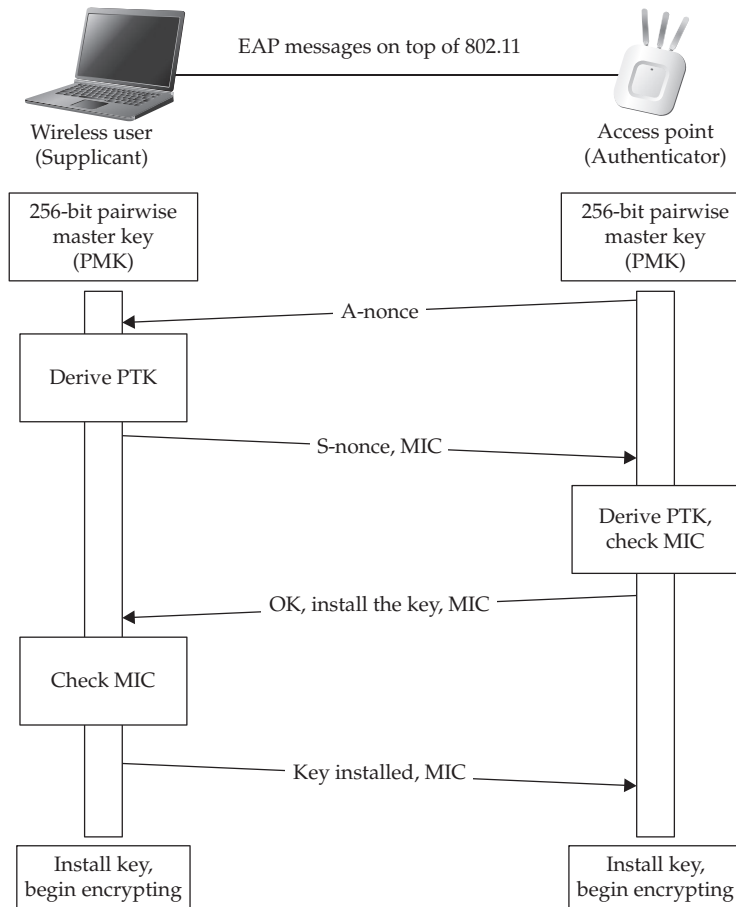 EAP messages on top of 802.11
Wireless user
(Supplicant)
Access point
(Authenticator)
256-bit pairwise
master key
(PMK)
256-bit pairwise
master key
(PMK)
A-nonce
Derive PTK
S-nonce, MIC
Derive PTK,
check MIC
OK, install the key, MIC
Check MIC
Key installed, MIC
Install key,
begin encrypting
Install key,
begin encrypting